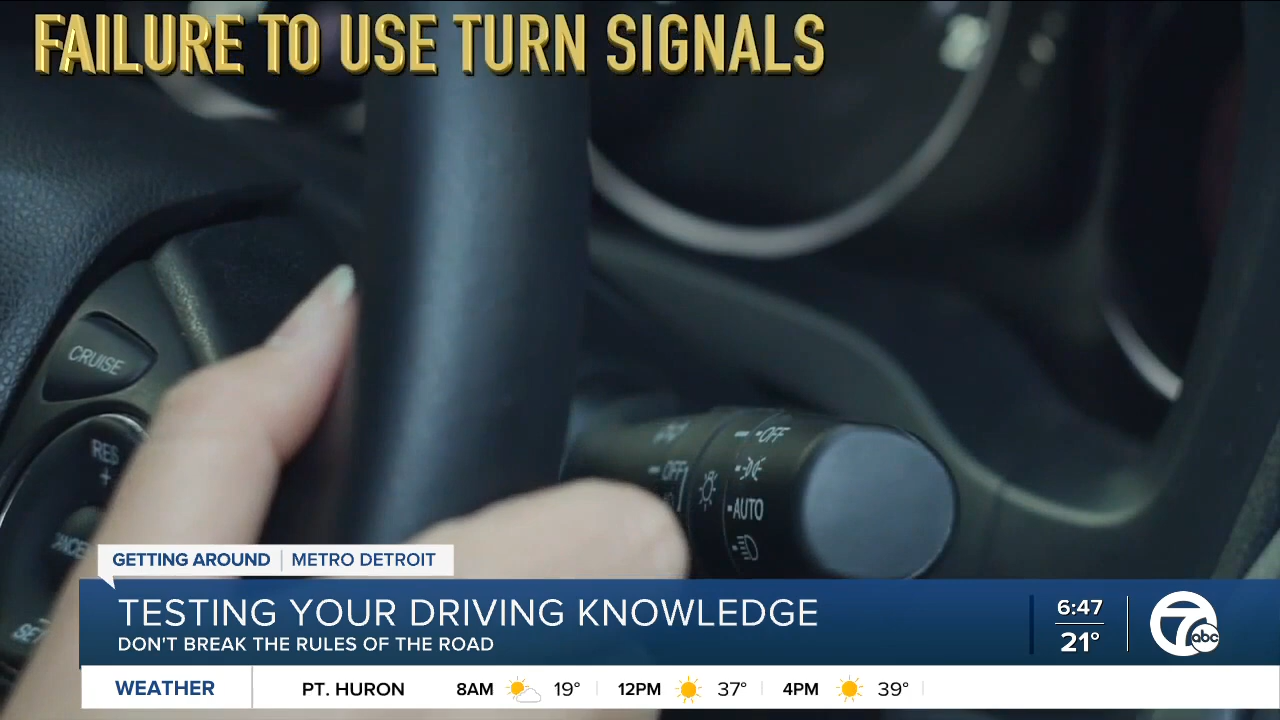 FAILURE TO USE TURN SIGNALS
CRUISE
RES
+
OFF
OFF
AUTO
GETTING AROUND | METRO DETROIT
TESTING YOUR DRIVING KNOWLEDGE
DON'T BREAK THE RULES OF THE ROAD
6:47
21°
7 abc
WEATHER
PT. HURON 8AM 19° 12PM 37° 4PM 39°